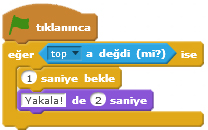 tıklanınca
eğer top a değdi (mi?) ise
1 saniye bekle
Yakala! de 2 saniye